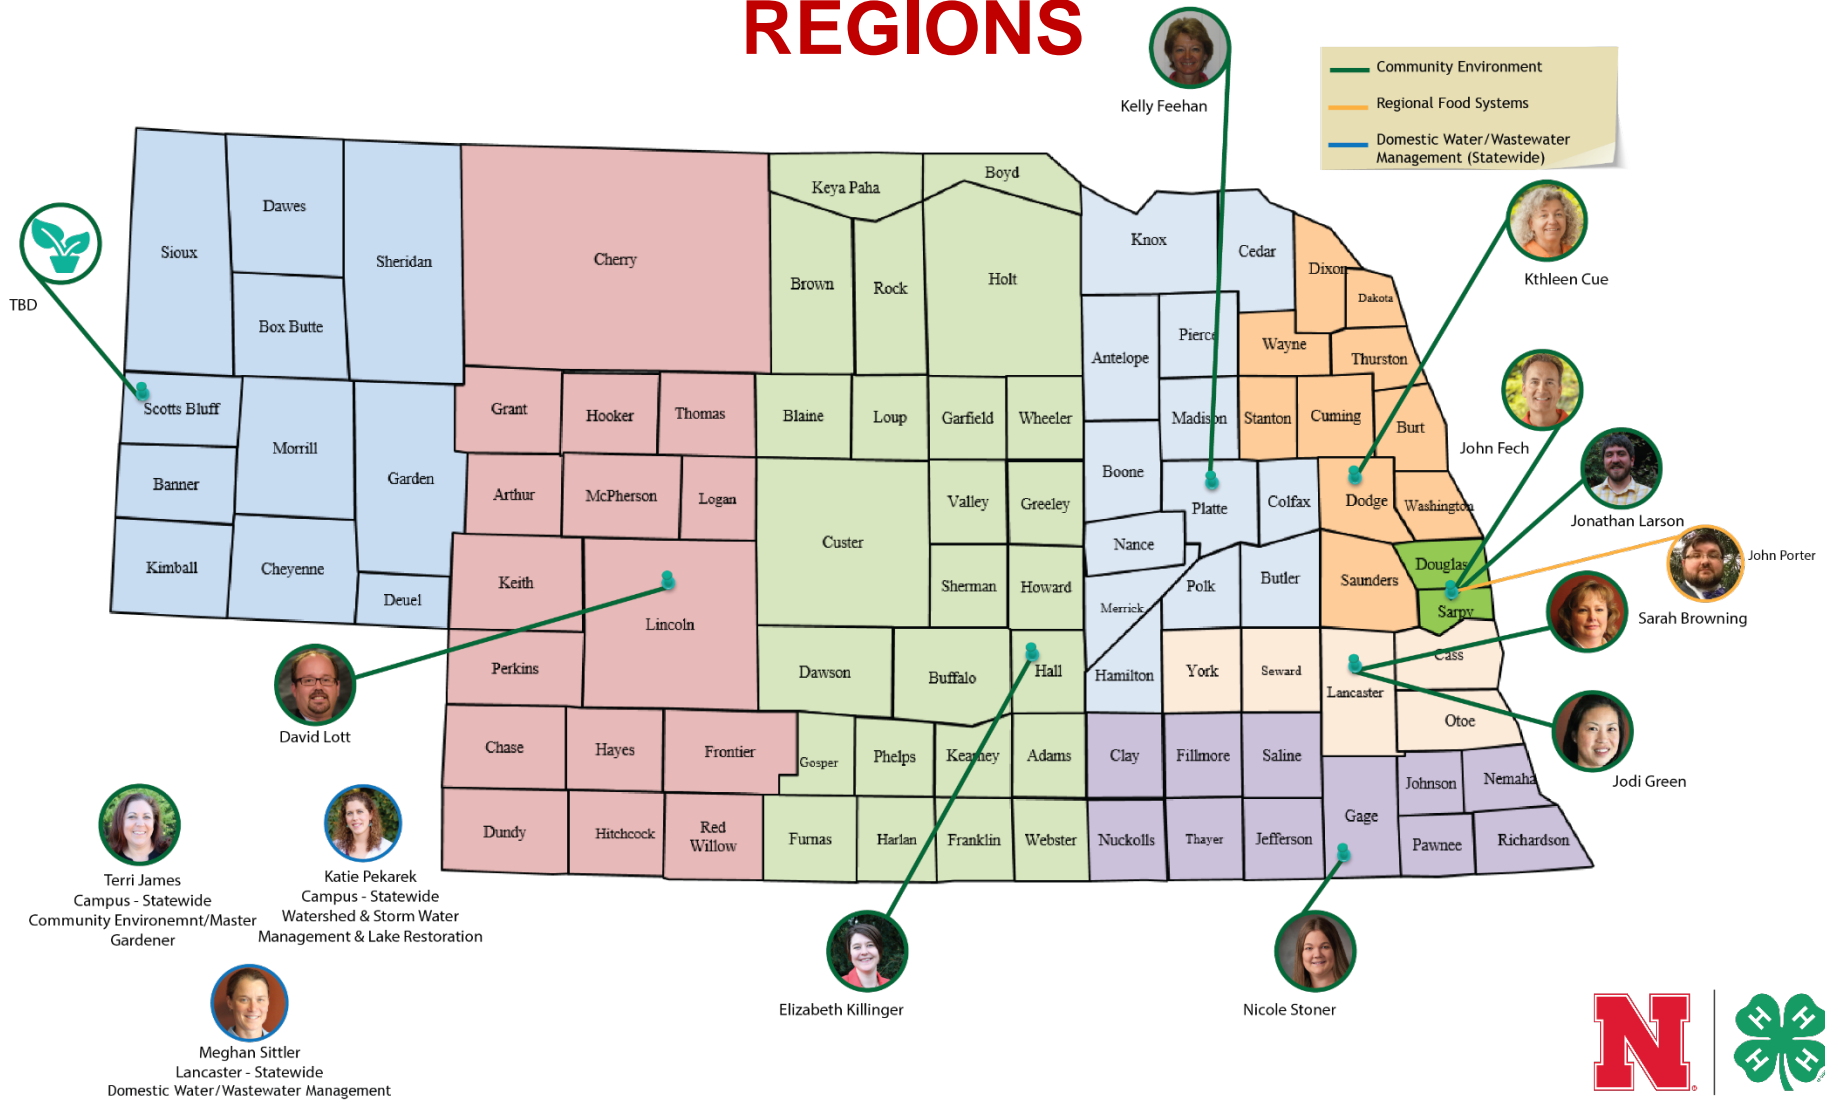 REGIONS
Kelly Feehan
Community Environment
Regional Food Systems
Domestic Water/Wastewater
Management (Statewide)
TBD
Kthleen Cue
John Fech
Jonathan Larson
John Porter
Sarah Browning
Jodi Green
David Lott
Elizabeth Killinger
Nicole Stoner
Sioux
Dawes
Sheridan
Box Butte
Scotts Bluff
Morrill
Garden
Banner
Kimball
Cheyenne
Deuel
Cherry
Grant
Hooker
Thomas
Arthur
McPherson
Logan
Keith
Lincoln
Perkins
Chase
Hayes
Frontier
Dundy
Hitchcock
Red
Willow
Keya Paha
Boyd
Brown
Rock
Holt
Blaine
Loup
Garfield
Wheeler
Custer
Valley
Greeley
Sherman
Howard
Dawson
Buffalo
Hall
Gosper
Phelps
Kearney
Adams
Furnas
Harlan
Franklin
Webster
Knox
Cedar
Antelope
Pierce
Madison
Boone
Platte
Colfax
Nance
Merrick
Polk
Butler
Hamilton
Dixon
Dakota
Wayne
Thurston
Stanton
Cuming
Burt
Dodge
Washington
Saunders
Douglas
Sarpy
York
Seward
Lancaster
Cass
Otoe
Clay
Fillmore
Saline
Nuckolls
Thayer
Jefferson
Gage
Johnson
Nemaha
Pawnee
Richardson
Terri James
Campus - Statewide
Community Environemnt/Master
Gardener
Katie Pekarek
Campus - Statewide
Watershed & Storm Water
Management & Lake Restoration
Meghan Sittler
Lancaster - Statewide
Domestic Water/Wastewater Management
N
H H H H